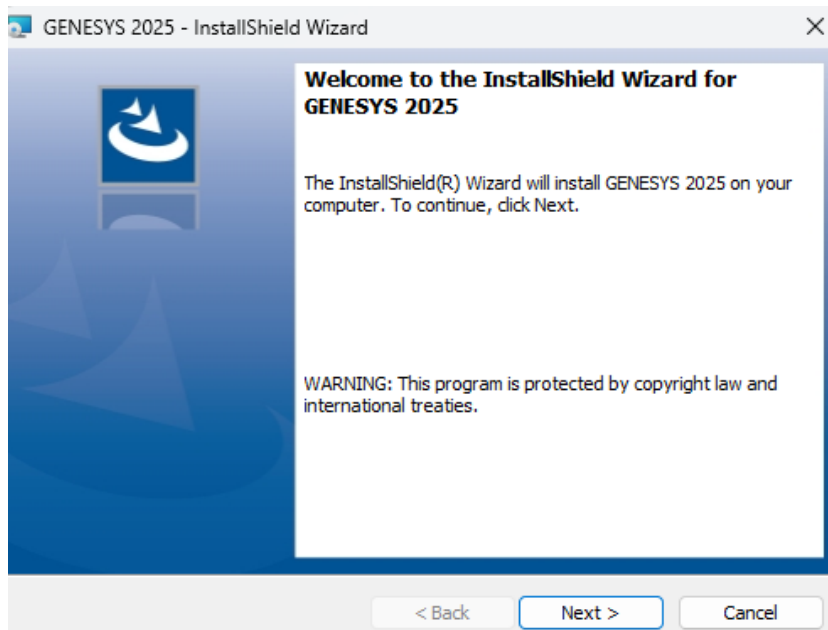 GENESYS 2025 - InstallShield Wizard
Welcome to the InstallShield Wizard for
GENESYS 2025
The InstallShield(R) Wizard will install GENESYS 2025 on your
computer. To continue, click Next.
WARNING: This program is protected by copyright law and
international treaties.
< Back
Next >
Cancel